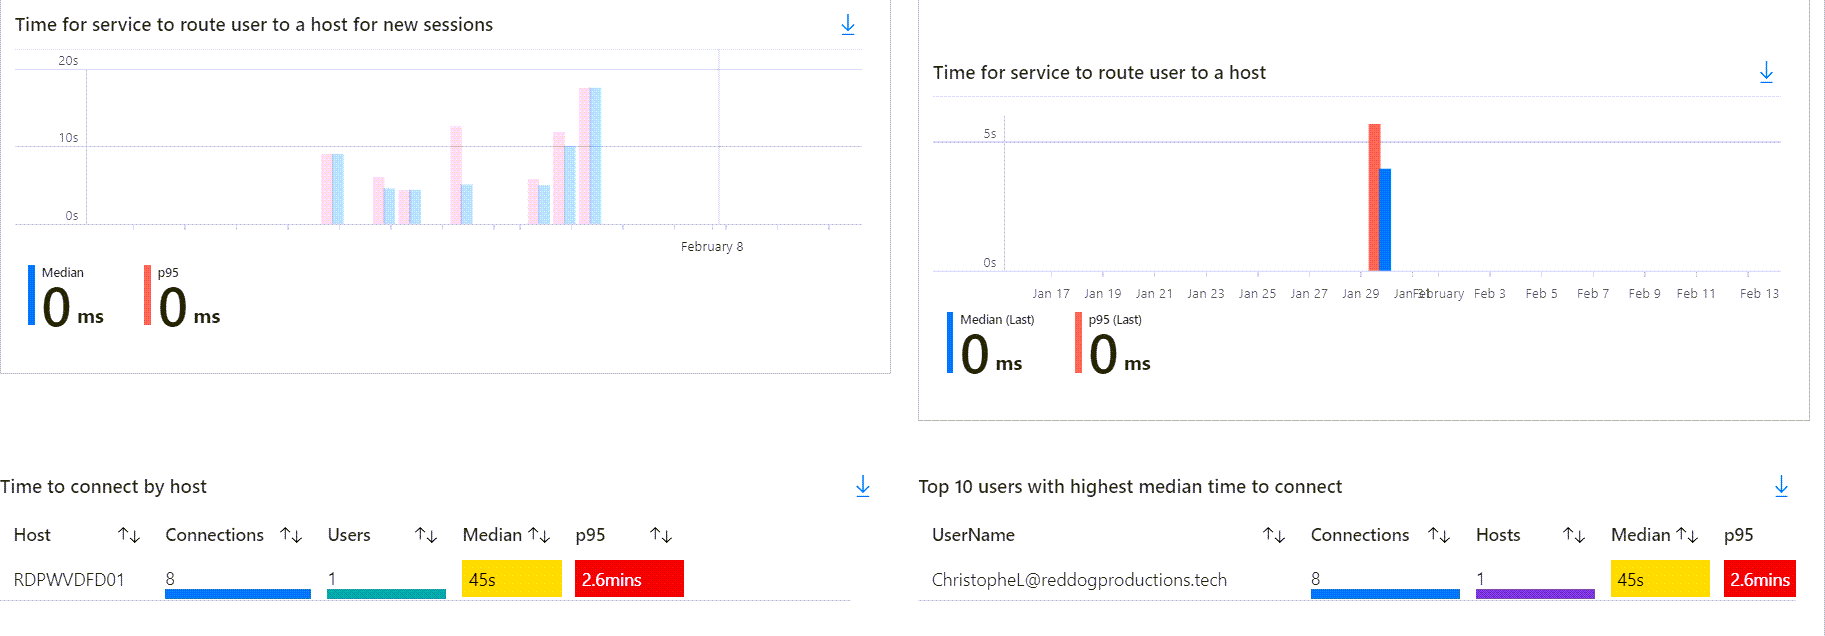 Time for service to route user to a host for new sessions
20s
10s
0s
February 8
Median
0 ms
p95
0 ms
Time for service to route user to a host
5s
0s
Jan 17 Jan 19 Jan 21 Jan 23 Jan 25 Jan 27 Jan 29 Jan 31 February Feb 3 Feb 5 Feb 7 Feb 9 Feb 11 Feb 13
Median (Last)
0 ms
p95 (Last)
0 ms
Time to connect by host
Host Connections Users Median p95
RDPWVDFD01 8 1 45s 2.6mins
Top 10 users with highest median time to connect
UserName Connections Hosts Median p95
ChristopheL@reddogproductions.tech 8 1 45s 2.6mins